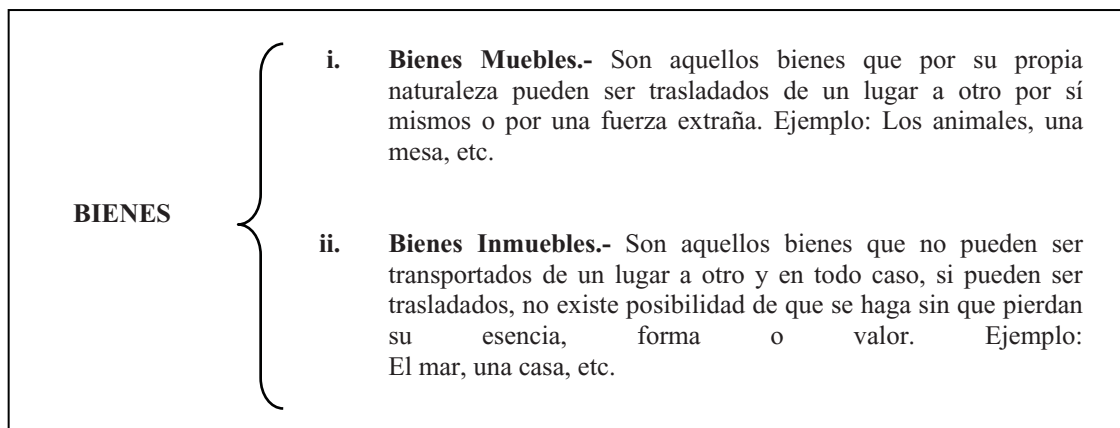 i. Bienes Muebles.- Son aquellos bienes que por su propia
naturaleza pueden ser trasladados de un lugar a otro por sí
mismos o por una fuerza extraña. Ejemplo: Los animales, una
mesa, etc.
BIENES
ii. Bienes Inmuebles.- Son aquellos bienes que no pueden ser
transportados de un lugar a otro y en todo caso, si pueden ser
trasladados, no existe posibilidad de que se haga sin que pierdan
su esencia, forma o valor. Ejemplo:
El mar, una casa, etc.